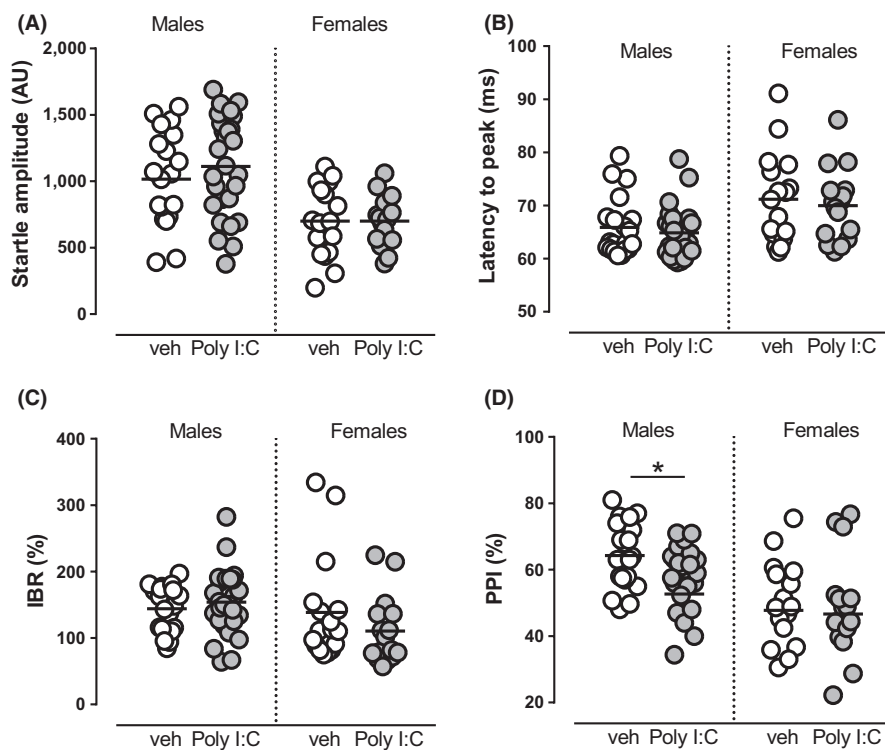 (A)
Males Females
Startle amplitude (AU)
2,000
1,500
1,000
500
0
veh Poly I:C veh Poly I:C
(B)
Males Females
Latency to peak (ms)
100
90
80
70
60
50
veh Poly I:C veh Poly I:C
(C)
Males Females
IBR (%)
400
300
200
100
0
veh Poly I:C veh Poly I:C
(D)
Males Females
*
PPI (%)
100
80
60
40
20
veh Poly I:C veh Poly I:C